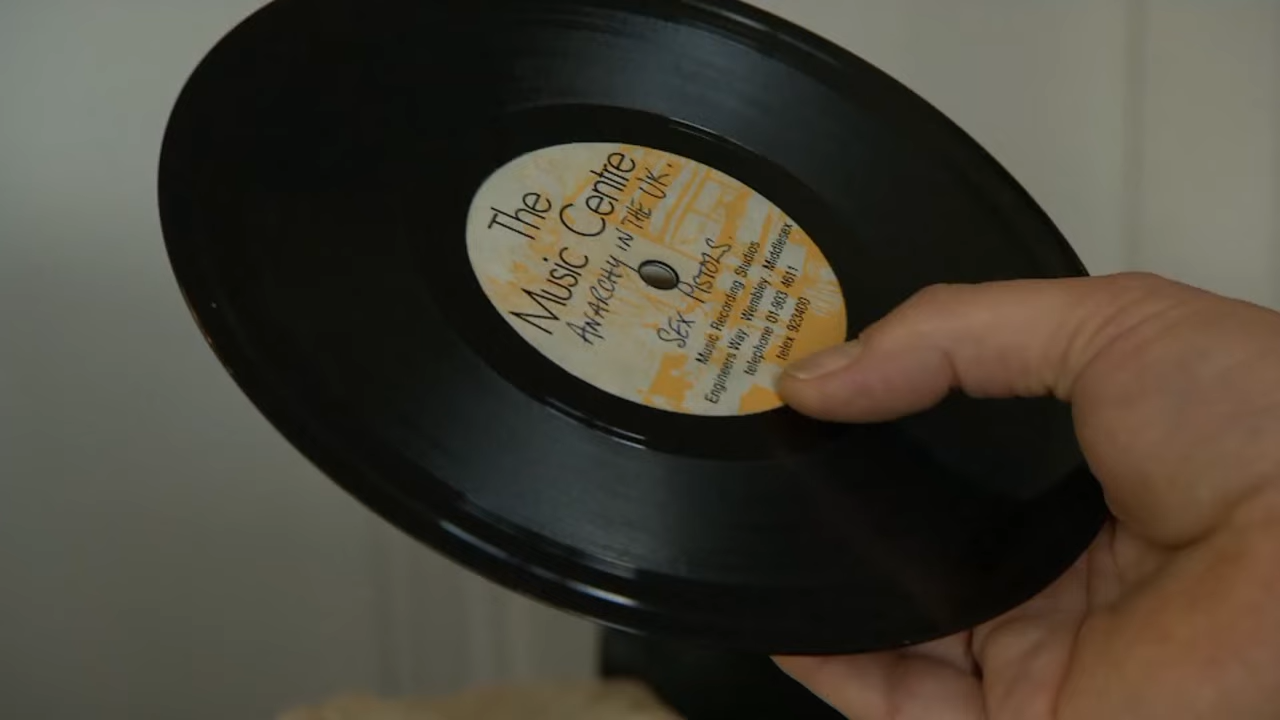 The
Music Centre
ANARCHY IN THE UK.
SEX PISTOLS.
Music Recording Studios
Engineers Way . Wembley . Middlesex
telephone 01-903 4611
telex 923400